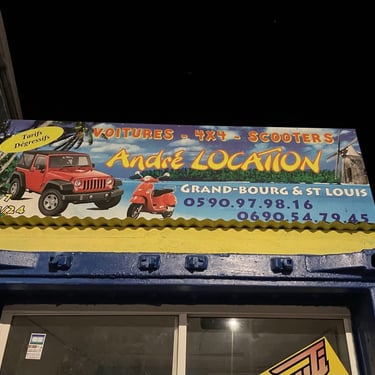 Tarifs
Dégressifs
VOITURES - 4X4 - SCOOTERS
André LOCATION
GRAND-BOURG & ST LOUIS
0590.97.98.16
0690.54.79.45